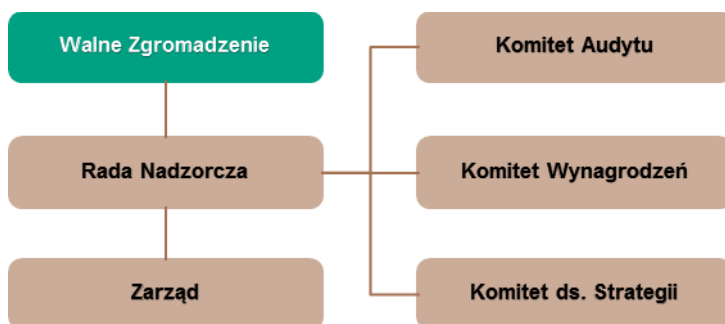 Walne Zgromadzenie
Komitet Audytu
Rada Nadzorcza
Komitet Wynagrodzeń
Zarząd
Komitet ds. Strategii